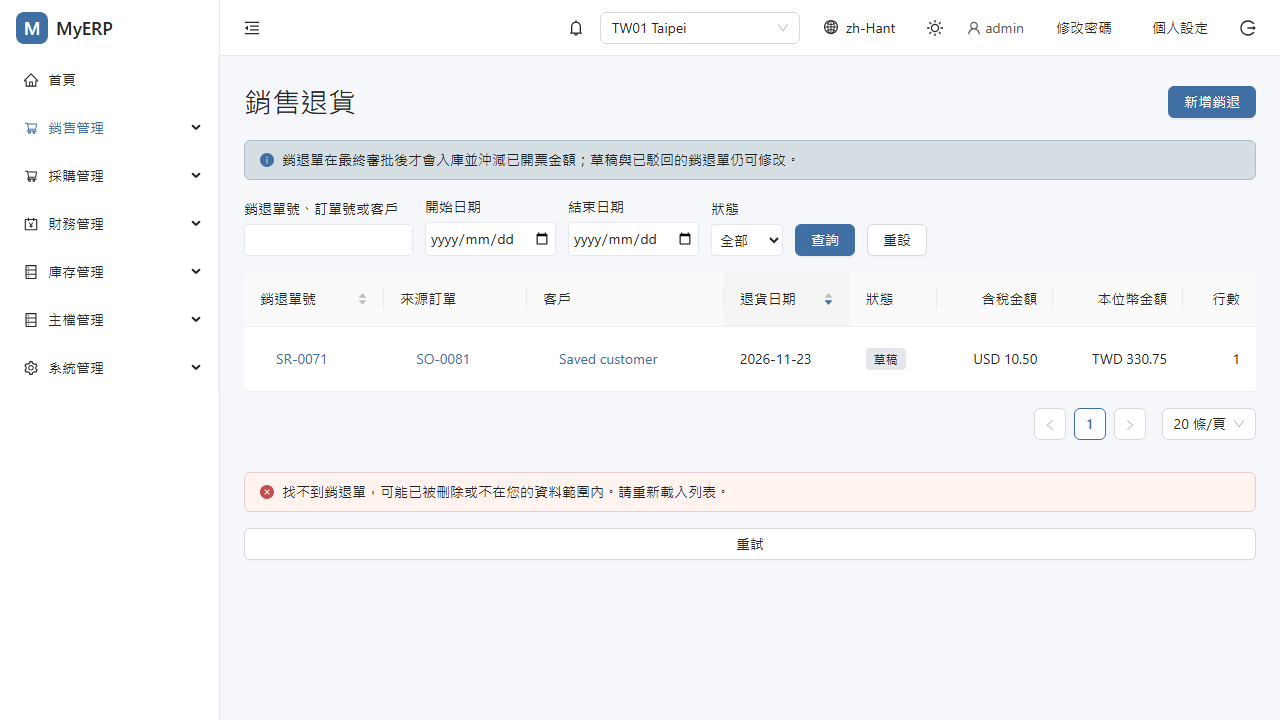 M MyERP
TW01 Taipei
zh-Hant
admin
修改密碼
個人設定
首頁
銷售管理
採購管理
財務管理
庫存管理
主檔管理
系統管理
銷售退貨
新增銷退
銷退單在最終審批後才會入庫並沖減已開票金額；草稿與已駁回的銷退單仍可修改。
銷退單號、訂單號或客戶
開始日期
結束日期
狀態
yyyy/mm/dd
yyyy/mm/dd
全部
查詢
重設
銷退單號 來源訂單 客戶 退貨日期 狀態 含稅金額 本位幣金額 行數
SR-0071 SO-0081 Saved customer 2026-11-23 草稿 USD 10.50 TWD 330.75 1
1
20 條/頁
找不到銷退單，可能已被刪除或不在您的資料範圍內。請重新載入列表。
重試